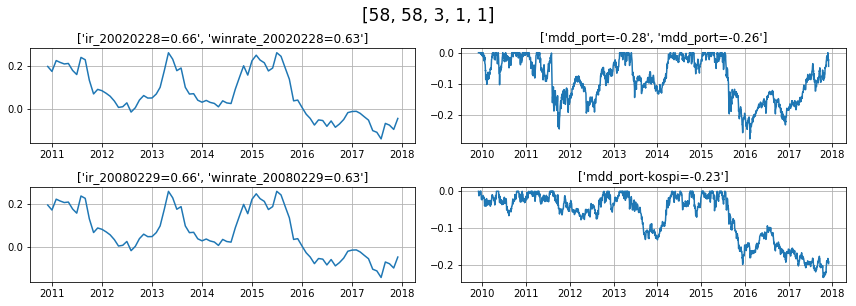 [58, 58, 3, 1, 1]
['ir_20020228=0.66', 'winrate_20020228=0.63']
0.2
0.0
2011 2012 2013 2014 2015 2016 2017 2018
['mdd_port=-0.28', 'mdd_port=-0.26']
0.0
−0.1
−0.2
2010 2011 2012 2013 2014 2015 2016 2017 2018
['ir_20080229=0.66', 'winrate_20080229=0.63']
0.2
0.0
2011 2012 2013 2014 2015 2016 2017 2018
['mdd_port-kospi=-0.23']
0.0
−0.1
−0.2
2010 2011 2012 2013 2014 2015 2016 2017 2018